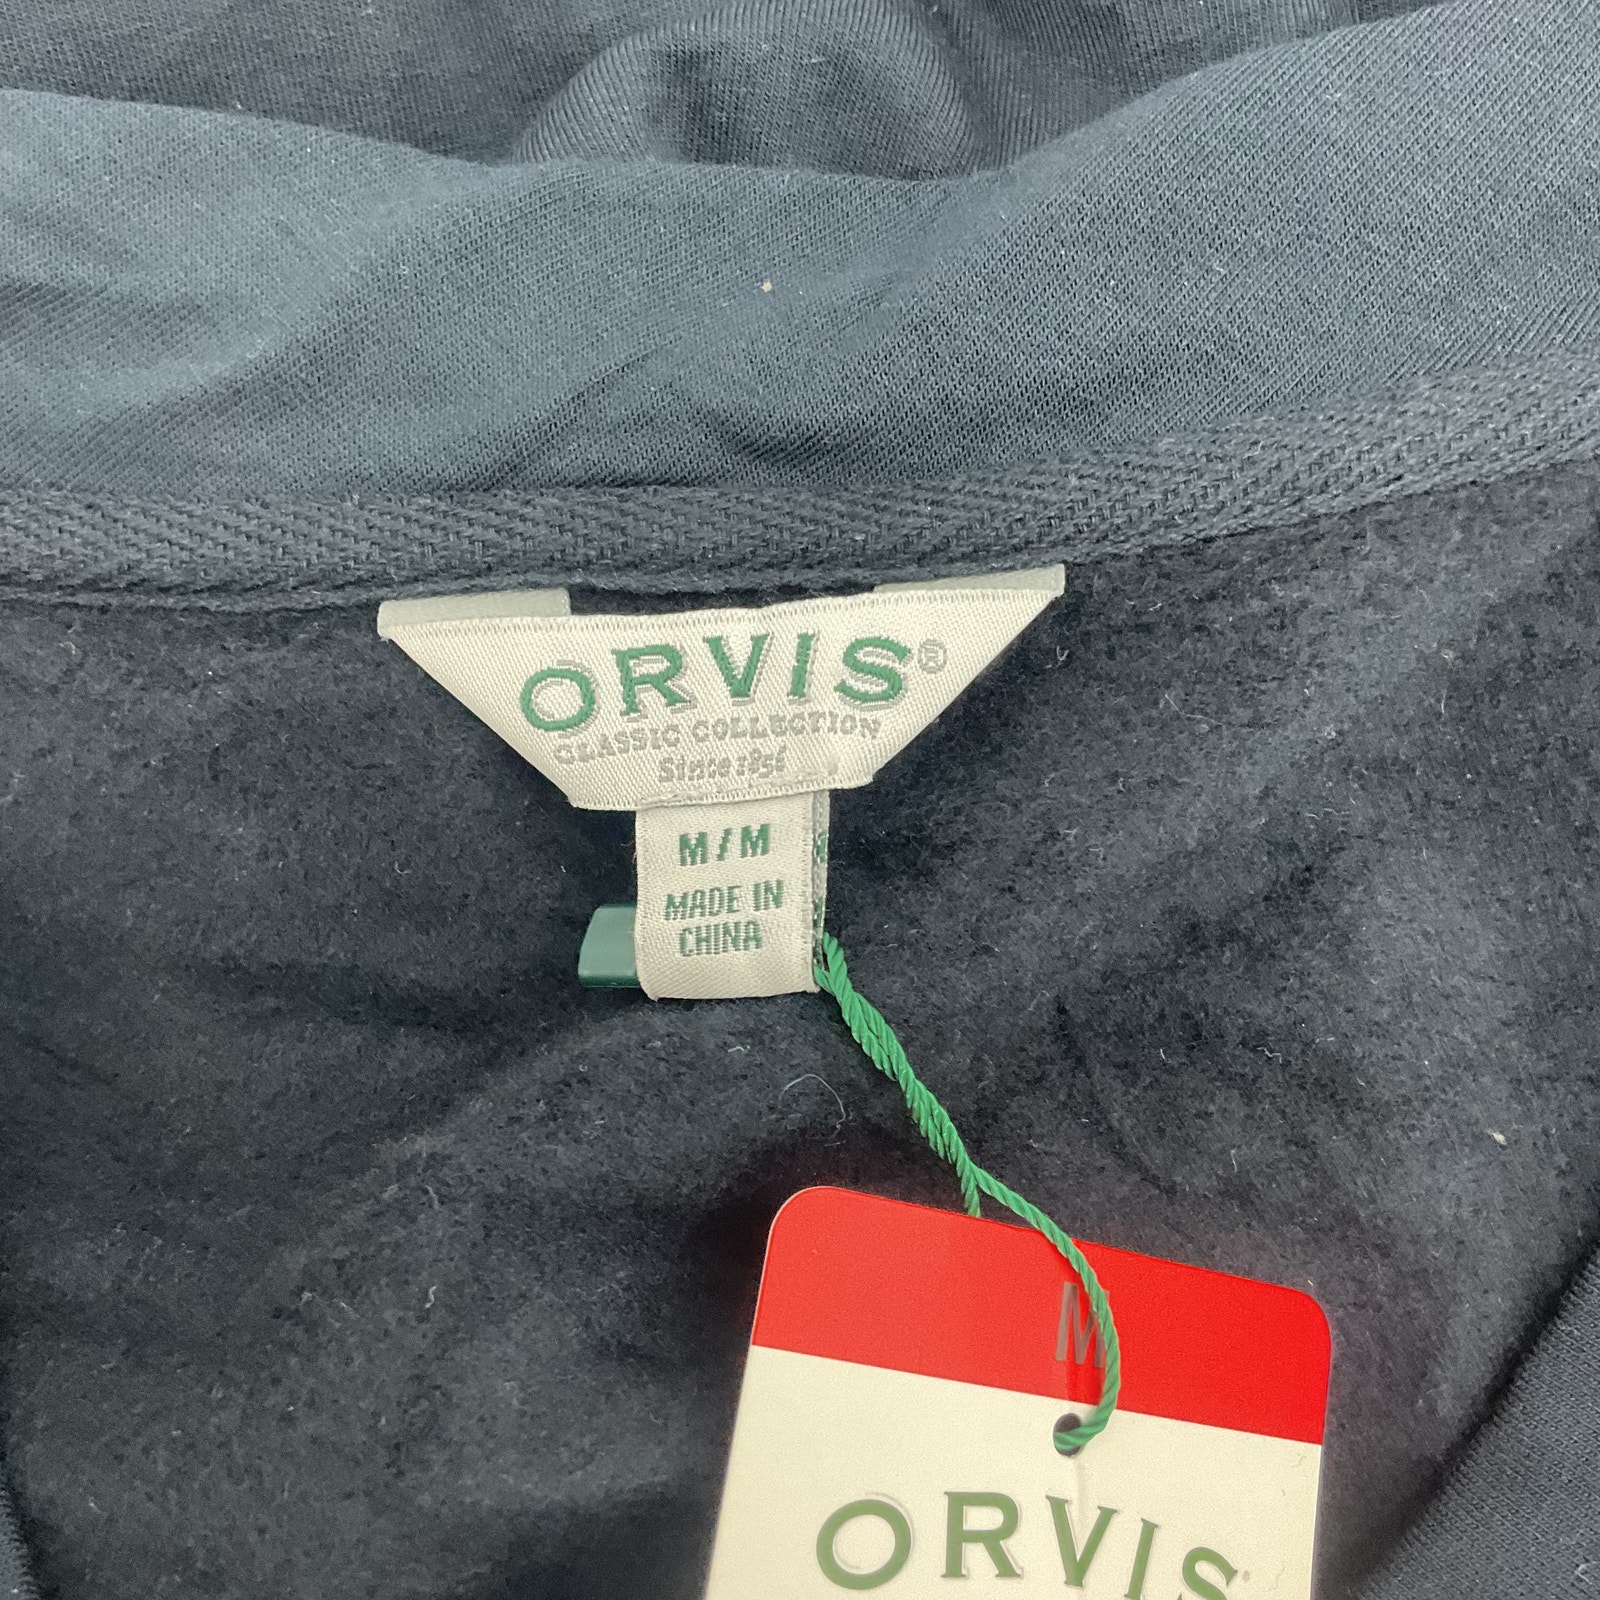 ORVIS®
CLASSIC COLLECTION
Since 1856
M / M
MADE IN
CHINA
M
ORVIS